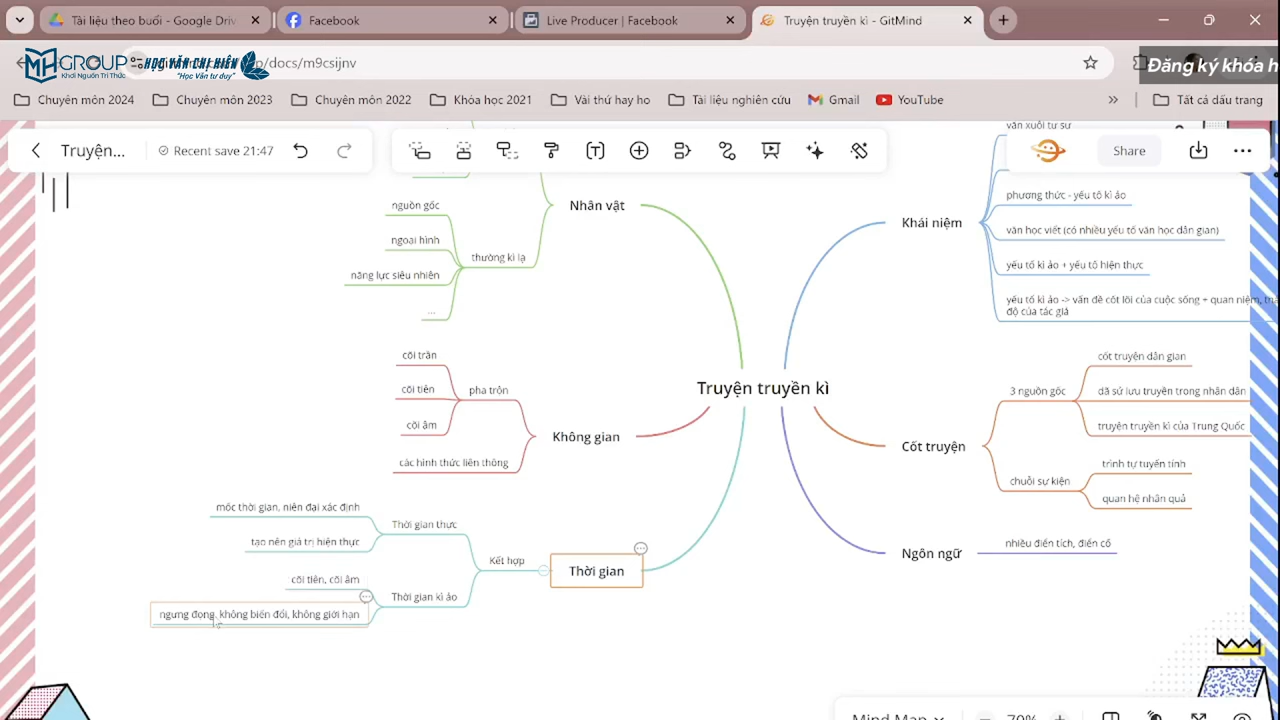 Tài liệu theo buổi - Google Driv
Facebook
Live Producer | Facebook
Truyện truyền kì - GitMind
MH GROUP
Khơi Nguồn Tri Thức
HỌC VĂN CHỊ HIÊN
"Học Văn tư duy"
p/docs/m9csijnv
Đăng ký khóa h
Chuyên môn 2024
Chuyên môn 2023
Chuyên môn 2022
Khóa học 2021
Vài thứ hay ho
Tài liệu nghiên cứu
Gmail
YouTube
Tất cả dấu trang
Truyện...
Recent save 21:47
Share
Nhân vật
nguồn gốc
ngoại hình
năng lực siêu nhiên
...
thường kì lạ
cõi trần
cõi tiên
cõi âm
pha trộn
các hình thức liên thông
Không gian
mốc thời gian, niên đại xác định
tạo nên giá trị hiện thực
Thời gian thực
cõi tiên, cõi âm
ngưng đọng, không biến đổi, không giới hạn
Thời gian kì ảo
Kết hợp
Thời gian
Truyện truyền kì
Khái niệm
văn xuôi tự sự
phương thức - yếu tố kì ảo
văn học viết (có nhiều yếu tố văn học dân gian)
yếu tố kì ảo + yếu tố hiện thực
yếu tố kì ảo -> vấn đề cốt lõi của cuộc sống + quan niệm, thá
độ của tác giả
Cốt truyện
3 nguồn gốc
cốt truyện dân gian
dã sử lưu truyền trong nhân dân
truyện truyền kì của Trung Quốc
chuỗi sự kiện
trình tự tuyến tính
quan hệ nhân quả
Ngôn ngữ
nhiều điển tích, điển cố
Mind Map
70%